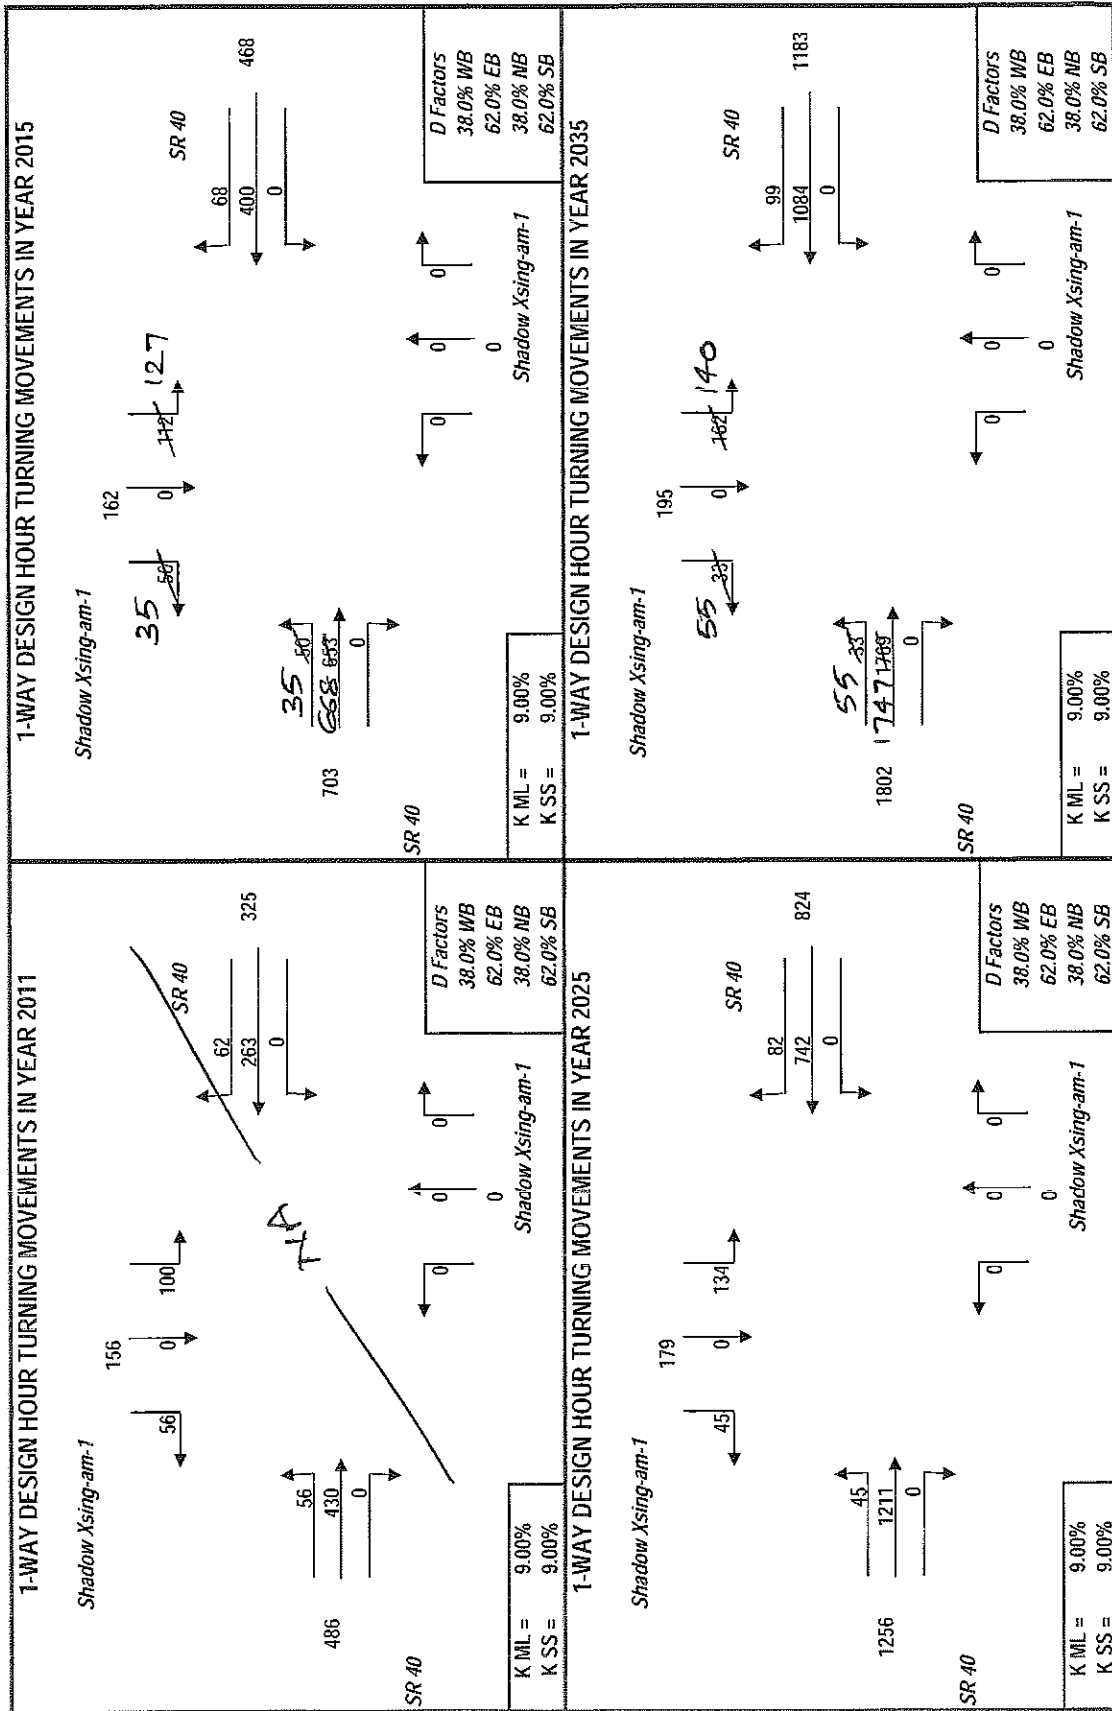 1-WAY DESIGN HOUR TURNING MOVEMENTS IN YEAR 2011
Shadow Xsing-am-1
156
56
0
100
SR 40
62
263
0
325
486
56
430
0
SR 40
0
0
0
0
Shadow Xsing-am-1
K ML = 9.00%
K SS = 9.00%
D Factors
38.0% WB
62.0% EB
38.0% NB
62.0% SB
1-WAY DESIGN HOUR TURNING MOVEMENTS IN YEAR 2015
Shadow Xsing-am-1
162
35 50
0
112 127
SR 40
68
400
0
468
703
35 50
668 653
0
SR 40
0
0
0
0
Shadow Xsing-am-1
K ML = 9.00%
K SS = 9.00%
D Factors
38.0% WB
62.0% EB
38.0% NB
62.0% SB
1-WAY DESIGN HOUR TURNING MOVEMENTS IN YEAR 2025
Shadow Xsing-am-1
179
45
0
134
SR 40
82
742
0
824
1256
45
1211
0
SR 40
0
0
0
0
Shadow Xsing-am-1
K ML = 9.00%
K SS = 9.00%
D Factors
38.0% WB
62.0% EB
38.0% NB
62.0% SB
1-WAY DESIGN HOUR TURNING MOVEMENTS IN YEAR 2035
Shadow Xsing-am-1
195
55 33
0
162 140
SR 40
99
1084
0
1183
1802
55 33
1747 1769
0
SR 40
0
0
0
0
Shadow Xsing-am-1
K ML = 9.00%
K SS = 9.00%
D Factors
38.0% WB
62.0% EB
38.0% NB
62.0% SB